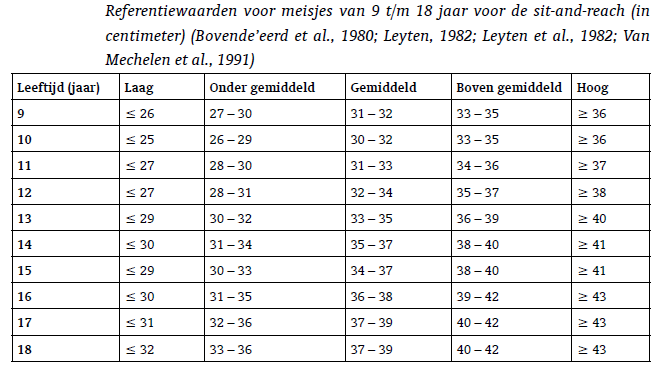 Referentiewaarden voor meisjes van 9 t/m 18 jaar voor de sit-and-reach (in
centimeter) (Bovende’eerd et al., 1980; Leyten, 1982; Leyten et al., 1982; Van
Mechelen et al., 1991)
Leeftijd (jaar) Laag Onder gemiddeld Gemiddeld Boven gemiddeld Hoog
9 ≤ 26 27 – 30 31 – 32 33 – 35 ≥ 36
10 ≤ 25 26 – 29 30 – 32 33 – 35 ≥ 36
11 ≤ 27 28 – 30 31 – 33 34 – 36 ≥ 37
12 ≤ 27 28 – 31 32 – 34 35 – 37 ≥ 38
13 ≤ 29 30 – 32 33 – 35 36 – 39 ≥ 40
14 ≤ 30 31 – 34 35 – 37 38 – 40 ≥ 41
15 ≤ 29 30 – 33 34 – 37 38 – 40 ≥ 41
16 ≤ 30 31 – 35 36 – 38 39 – 42 ≥ 43
17 ≤ 31 32 – 36 37 – 39 40 – 42 ≥ 43
18 ≤ 32 33 – 36 37 – 39 40 – 42 ≥ 43